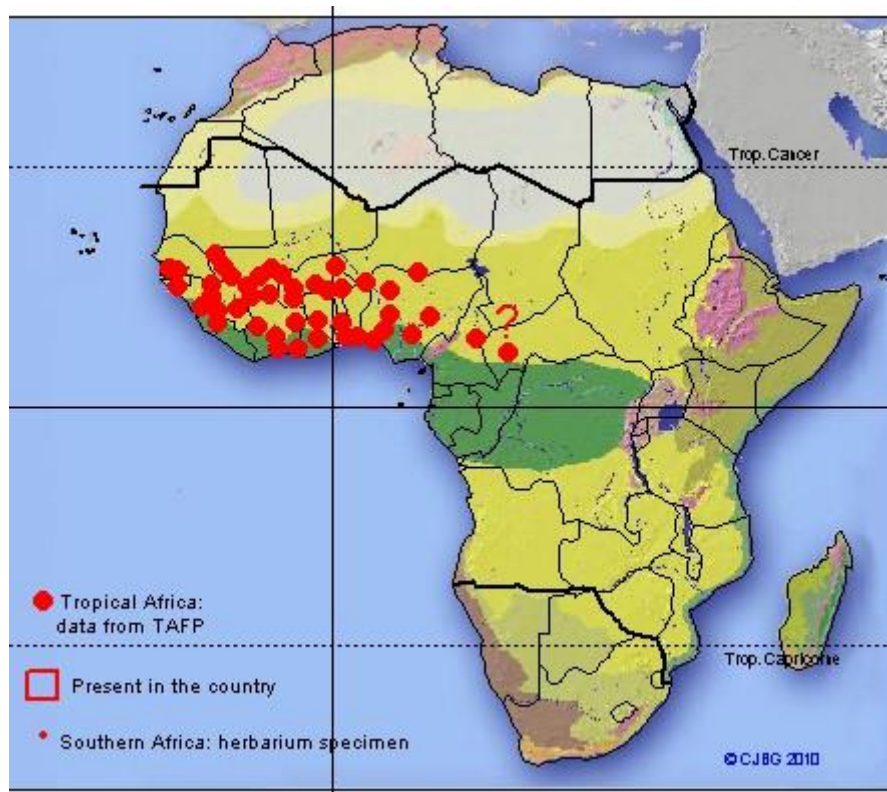 Trop. Cancer
?
Tropical Africa:
data from TAFP
Trop. Capricorne
Present in the country
Southern Africa: herbarium specimen
© CJBG 2010